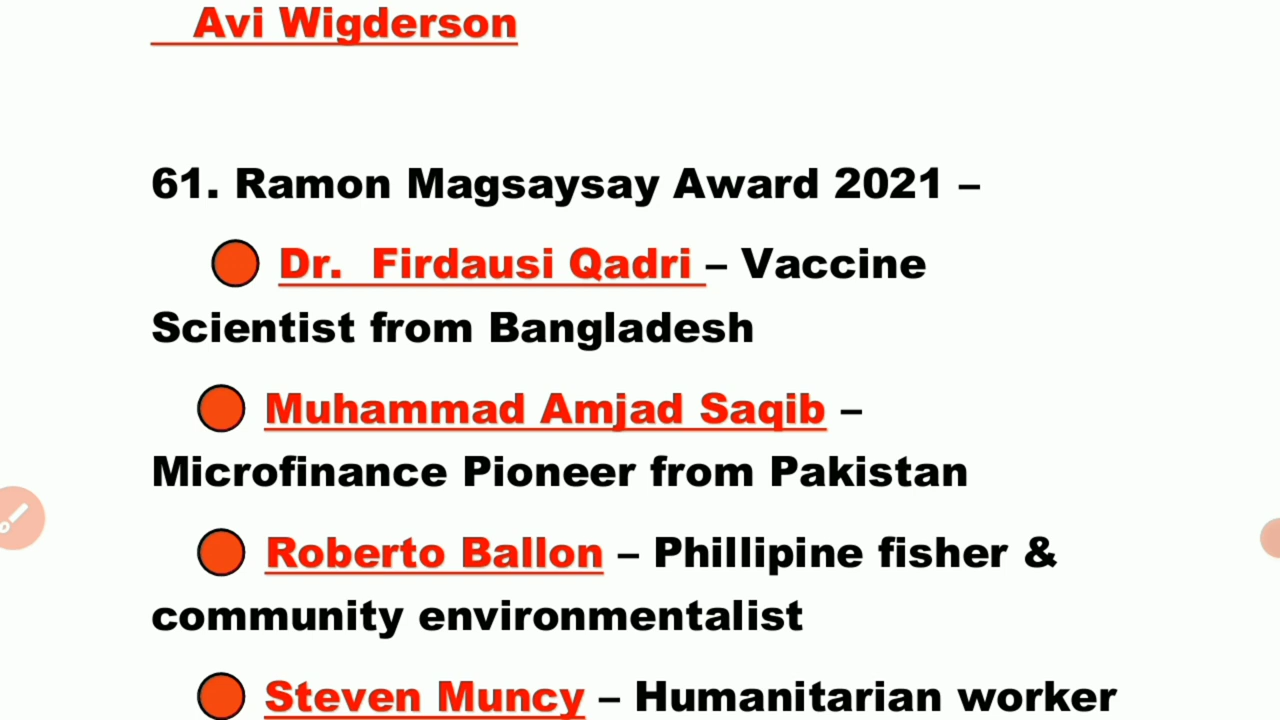 Avi Wigderson
61. Ramon Magsaysay Award 2021 –
Dr. Firdausi Qadri – Vaccine
Scientist from Bangladesh
Muhammad Amjad Saqib –
Microfinance Pioneer from Pakistan
Roberto Ballon – Phillipine fisher &
community environmentalist
Steven Muncy – Humanitarian worker